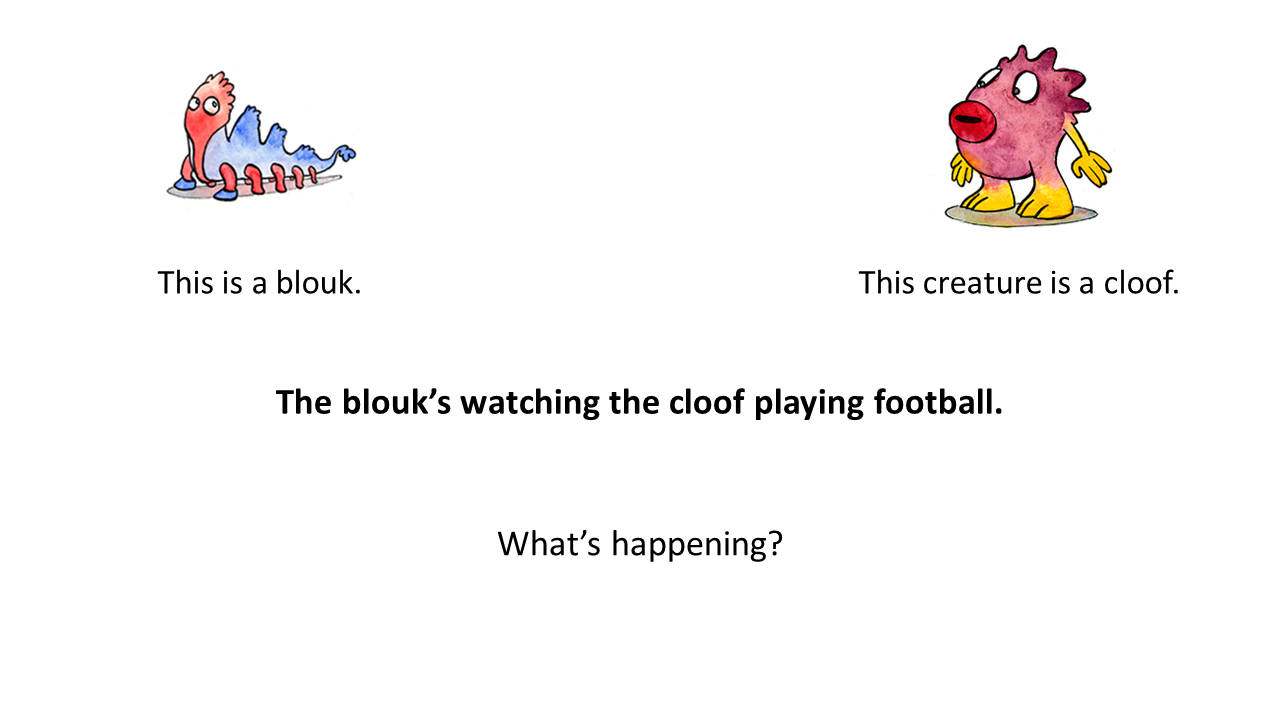 This is a blouk.
This creature is a cloof.
The blouk’s watching the cloof playing football.
What’s happening?